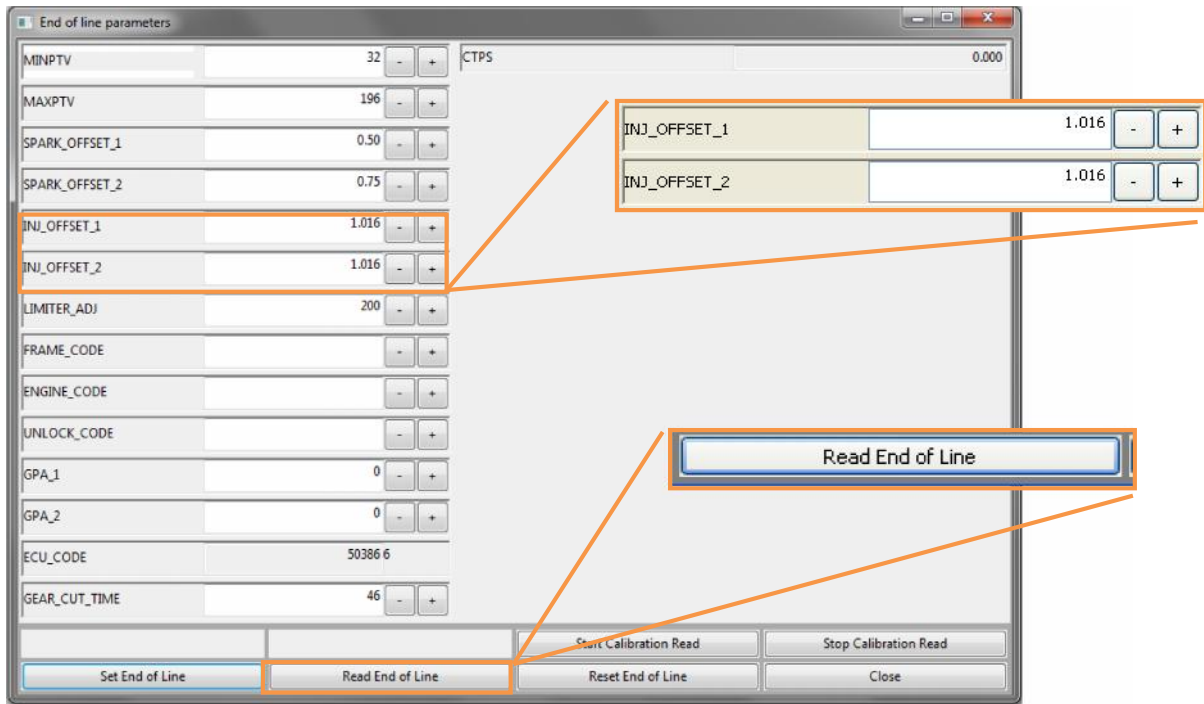 End of line parameters
MINPTV 32 - + CTPS 0.000
MAXPTV 196 - +
SPARK_OFFSET_1 0.50 - +
SPARK_OFFSET_2 0.75 - +
INJ_OFFSET_1 1.016 - +
INJ_OFFSET_2 1.016 - +
LIMITER_ADJ 200 - +
FRAME_CODE - +
ENGINE_CODE - +
UNLOCK_CODE - +
GPA_1 0 - +
GPA_2 0 - +
ECU_CODE 50386 6
GEAR_CUT_TIME 46 - +
Start Calibration Read Stop Calibration Read
Set End of Line Read End of Line Reset End of Line Close
INJ_OFFSET_1 1.016 - +
INJ_OFFSET_2 1.016 - +
Read End of Line